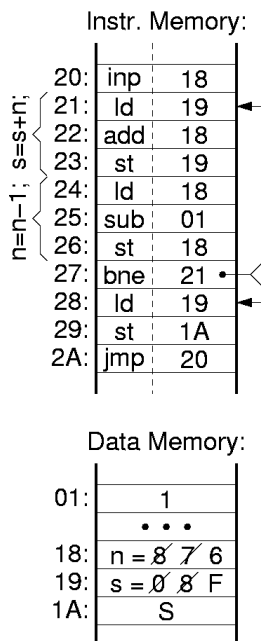 Instr. Memory:
20: inp 18
21: ld 19
22: add 18
23: st 19
24: ld 18
25: sub 01
26: st 18
27: bne 21
28: ld 19
29: st 1A
2A: jmp 20
s=s+n;
n=n−1;
Data Memory:
01: 1
• • •
18: n = 8 7 6
19: s = 0 8 F
1A: S